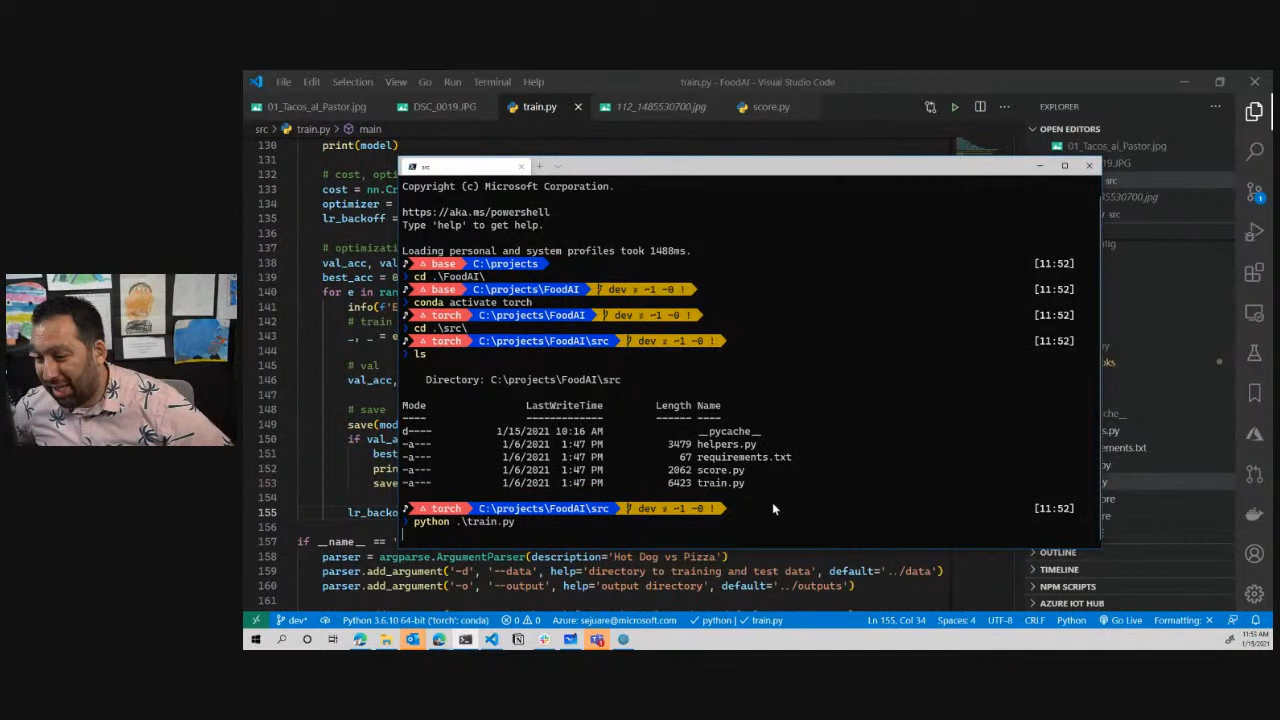 File Edit Selection View Go Run Terminal Help train.py - FoodAI - Visual Studio Code
01_Tacos_al_Pastor.jpg DSC_0019.JPG train.py 112_1485530700.jpg score.py EXPLORER
src > train.py > main OPEN EDITORS
130 print(model) 01_Tacos_al_Pastor.jpg
131
132 # cost, opti
133 cost = nn.Cr
134 optimizer =
135 lr_backoff =
136
137 # optimizatio
138 val_acc, val
139 best_acc = 0
140 for e in ran
141 info(f'E
142 # train
143 _, _ = e
144
145 # val
146 val_acc,
147
148 # save
149 save(mod
150 if val_a
151 best
152 prin
153 save
154
155 lr_backo
156
157 if __name__ == '
158 parser = argparse.ArgumentParser(description='Hot Dog vs Pizza')
159 parser.add_argument('-d', '--data', help='directory to training and test data', default='../data')
160 parser.add_argument('-o', '--output', help='output directory', default='../outputs')
161
src
Copyright (c) Microsoft Corporation.
https://aka.ms/powershell
Type 'help' to get help.
Loading personal and system profiles took 1488ms.
base C:\projects [11:52]
cd .\FoodAI\
base C:\projects\FoodAI dev ≢ ~1 -0 ! [11:52]
conda activate torch
torch C:\projects\FoodAI dev ≢ ~1 -0 ! [11:52]
cd .\src\
torch C:\projects\FoodAI\src dev ≢ ~1 -0 ! [11:52]
ls
Directory: C:\projects\FoodAI\src
Mode LastWriteTime Length Name
---- ------------- ------ ----
d---- 1/15/2021 10:16 AM __pycache__
-a--- 1/6/2021 1:47 PM 3479 helpers.py
-a--- 1/6/2021 1:47 PM 67 requirements.txt
-a--- 1/6/2021 1:47 PM 2062 score.py
-a--- 1/6/2021 1:47 PM 6423 train.py
torch C:\projects\FoodAI\src dev ≢ ~1 -0 ! [11:52]
python .\train.py
OUTLINE
TIMELINE
NPM SCRIPTS
AZURE IOT HUB
dev* Python 3.6.10 64-bit ('torch': conda) 0 0 Azure: sejuare@microsoft.com python | train.py Ln 155, Col 34 Spaces: 4 UTF-8 CRLF Python Go Live Formatting:
11:53 AM
1/15/2021